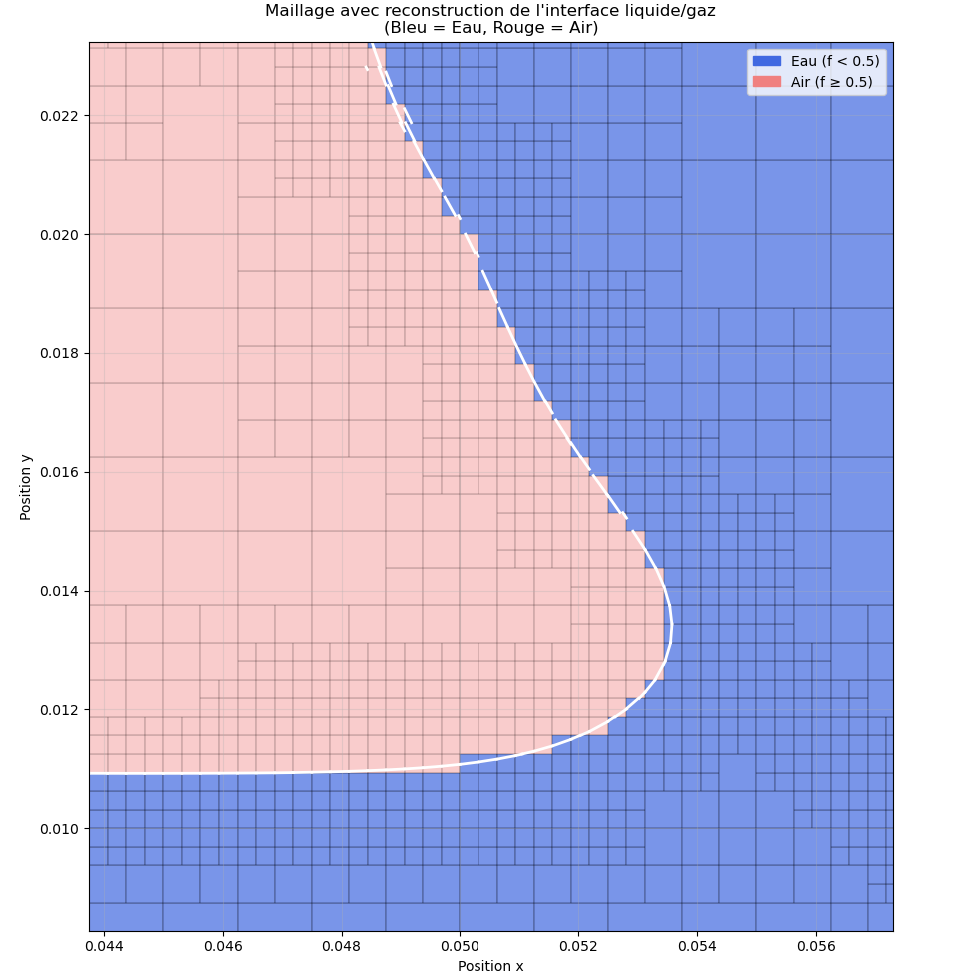 Maillage avec reconstruction de l'interface liquide/gaz
(Bleu = Eau, Rouge = Air)
Eau (f < 0.5)
Air (f ≥ 0.5)
0.022
0.020
0.018
0.016
0.014
0.012
0.010
Position y
0.044
0.046
0.048
0.050
0.052
0.054
0.056
Position x